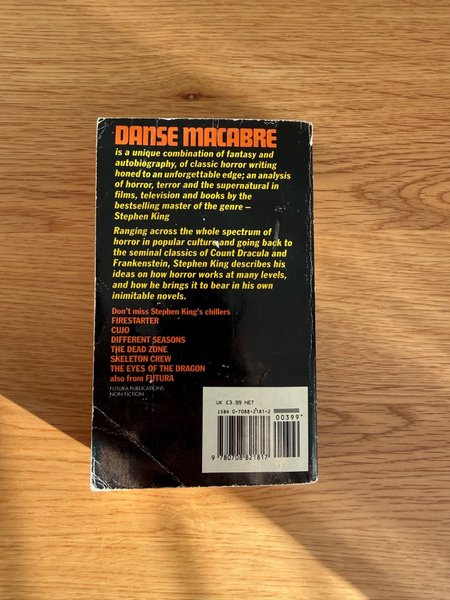 DANSE MACABRE
is a unique combination of fantasy and
autobiography, of classic horror writing
honed to an unforgettable edge; an analysis
of horror, terror and the supernatural in
films, television and books by the
bestselling master of the genre –
Stephen King
Ranging across the whole spectrum of
horror in popular culture and going back to
the seminal classics of Count Dracula and
Frankenstein, Stephen King describes his
ideas on how horror works at many levels,
and how he brings it to bear in his own
inimitable novels.
Don't miss Stephen King's chillers
FIRESTARTER
CUJO
DIFFERENT SEASONS
THE DEAD ZONE
SKELETON CREW
THE EYES OF THE DRAGON
also from FUTURA
FUTURA PUBLICATIONS
NON-FICTION
UK £3.99 NET
ISBN 0-7088-2181-2
00399
9 780708 821817